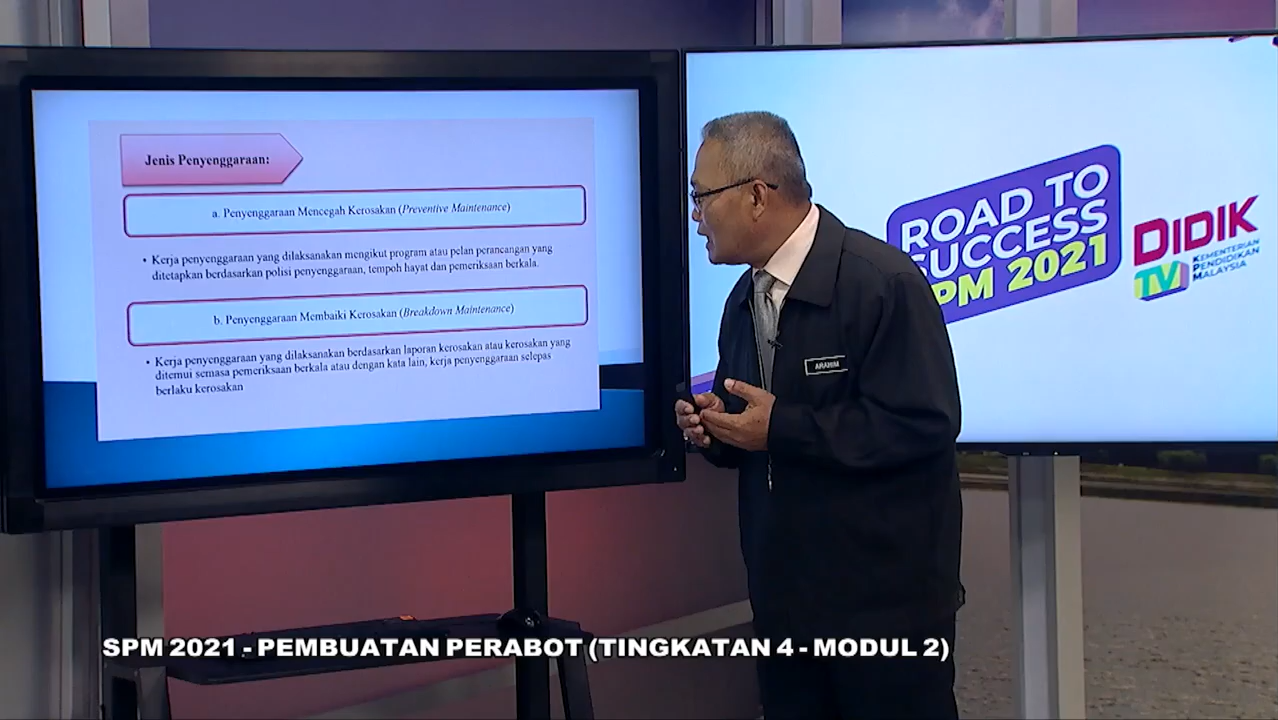 Jenis Penyenggaraan:
a. Penyenggaraan Mencegah Kerosakan (Preventive Maintenance)
• Kerja penyenggaraan yang dilaksanakan mengikut program atau pelan perancangan yang
ditetapkan berdasarkan polisi penyenggaraan, tempoh hayat dan pemeriksaan berkala.
b. Penyenggaraan Membaiki Kerosakan (Breakdown Maintenance)
• Kerja penyenggaraan yang dilaksanakan berdasarkan laporan kerosakan atau kerosakan yang
ditemui semasa pemeriksaan berkala atau dengan kata lain, kerja penyenggaraan selepas
berlaku kerosakan
ROAD TO
SUCCESS
PM 2021
DIDIK
TV
KEMENTERIAN
PENDIDIKAN
MALAYSIA
ARAHIM
SPM 2021 - PEMBUATAN PERABOT (TINGKATAN 4 - MODUL 2)